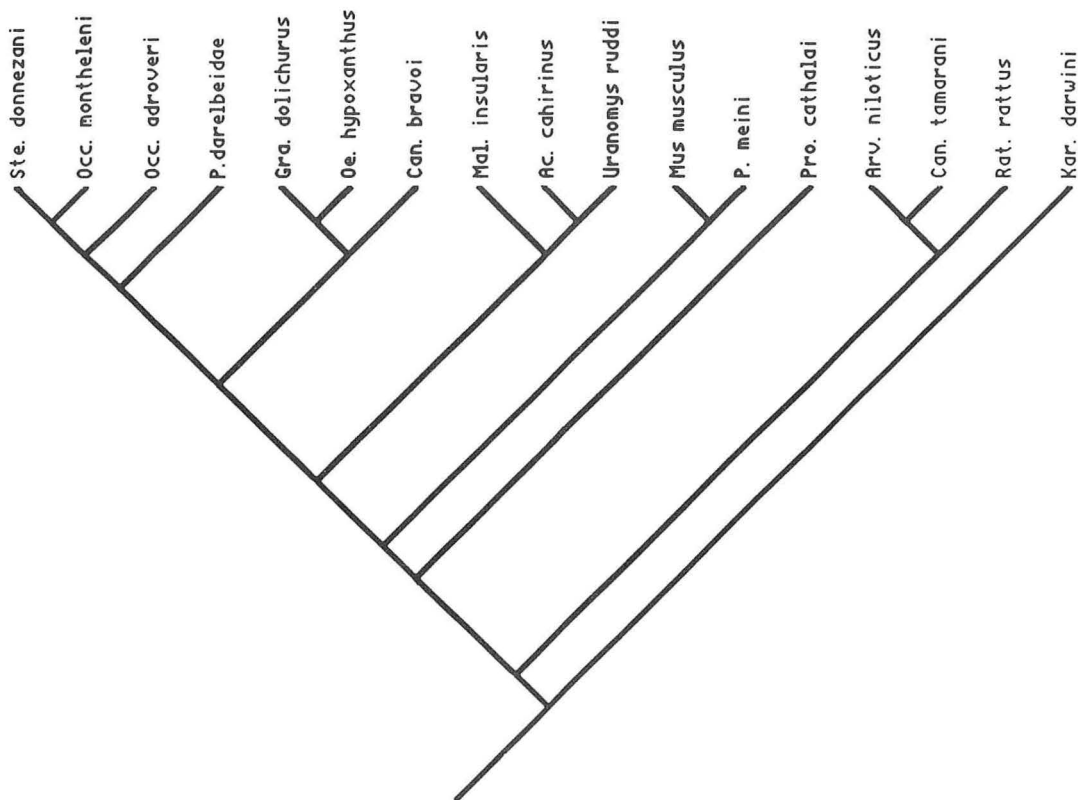 Ste. donnezani
Occ. montheleni
Occ. adroveri
P.darelbeidae
Gra. dolichurus
Oe. hypoxanthus
Can. bravoi
Mal. insularis
Ac. cahirinus
Uranomys ruddi
Mus musculus
P. meini
Pro. cathalai
Arv. niloticus
Can. tamarani
Rat. rattus
Kar. darwini